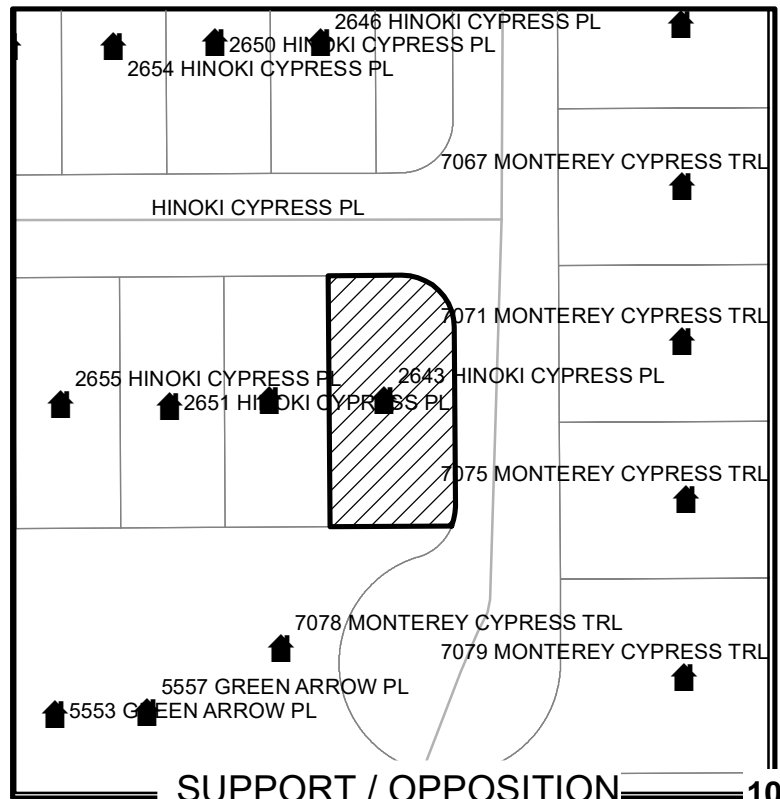 2646 HINOKI CYPRESS PL
2650 HINOKI CYPRESS PL
2654 HINOKI CYPRESS PL
7067 MONTEREY CYPRESS TRL
HINOKI CYPRESS PL
7071 MONTEREY CYPRESS TRL
2655 HINOKI CYPRESS PL
2643 HINOKI CYPRESS PL
2651 HINOKI CYPRESS PL
7075 MONTEREY CYPRESS TRL
7078 MONTEREY CYPRESS TRL
7079 MONTEREY CYPRESS TRL
5557 GREEN ARROW PL
5553 GREEN ARROW PL
SUPPORT / OPPOSITION
10